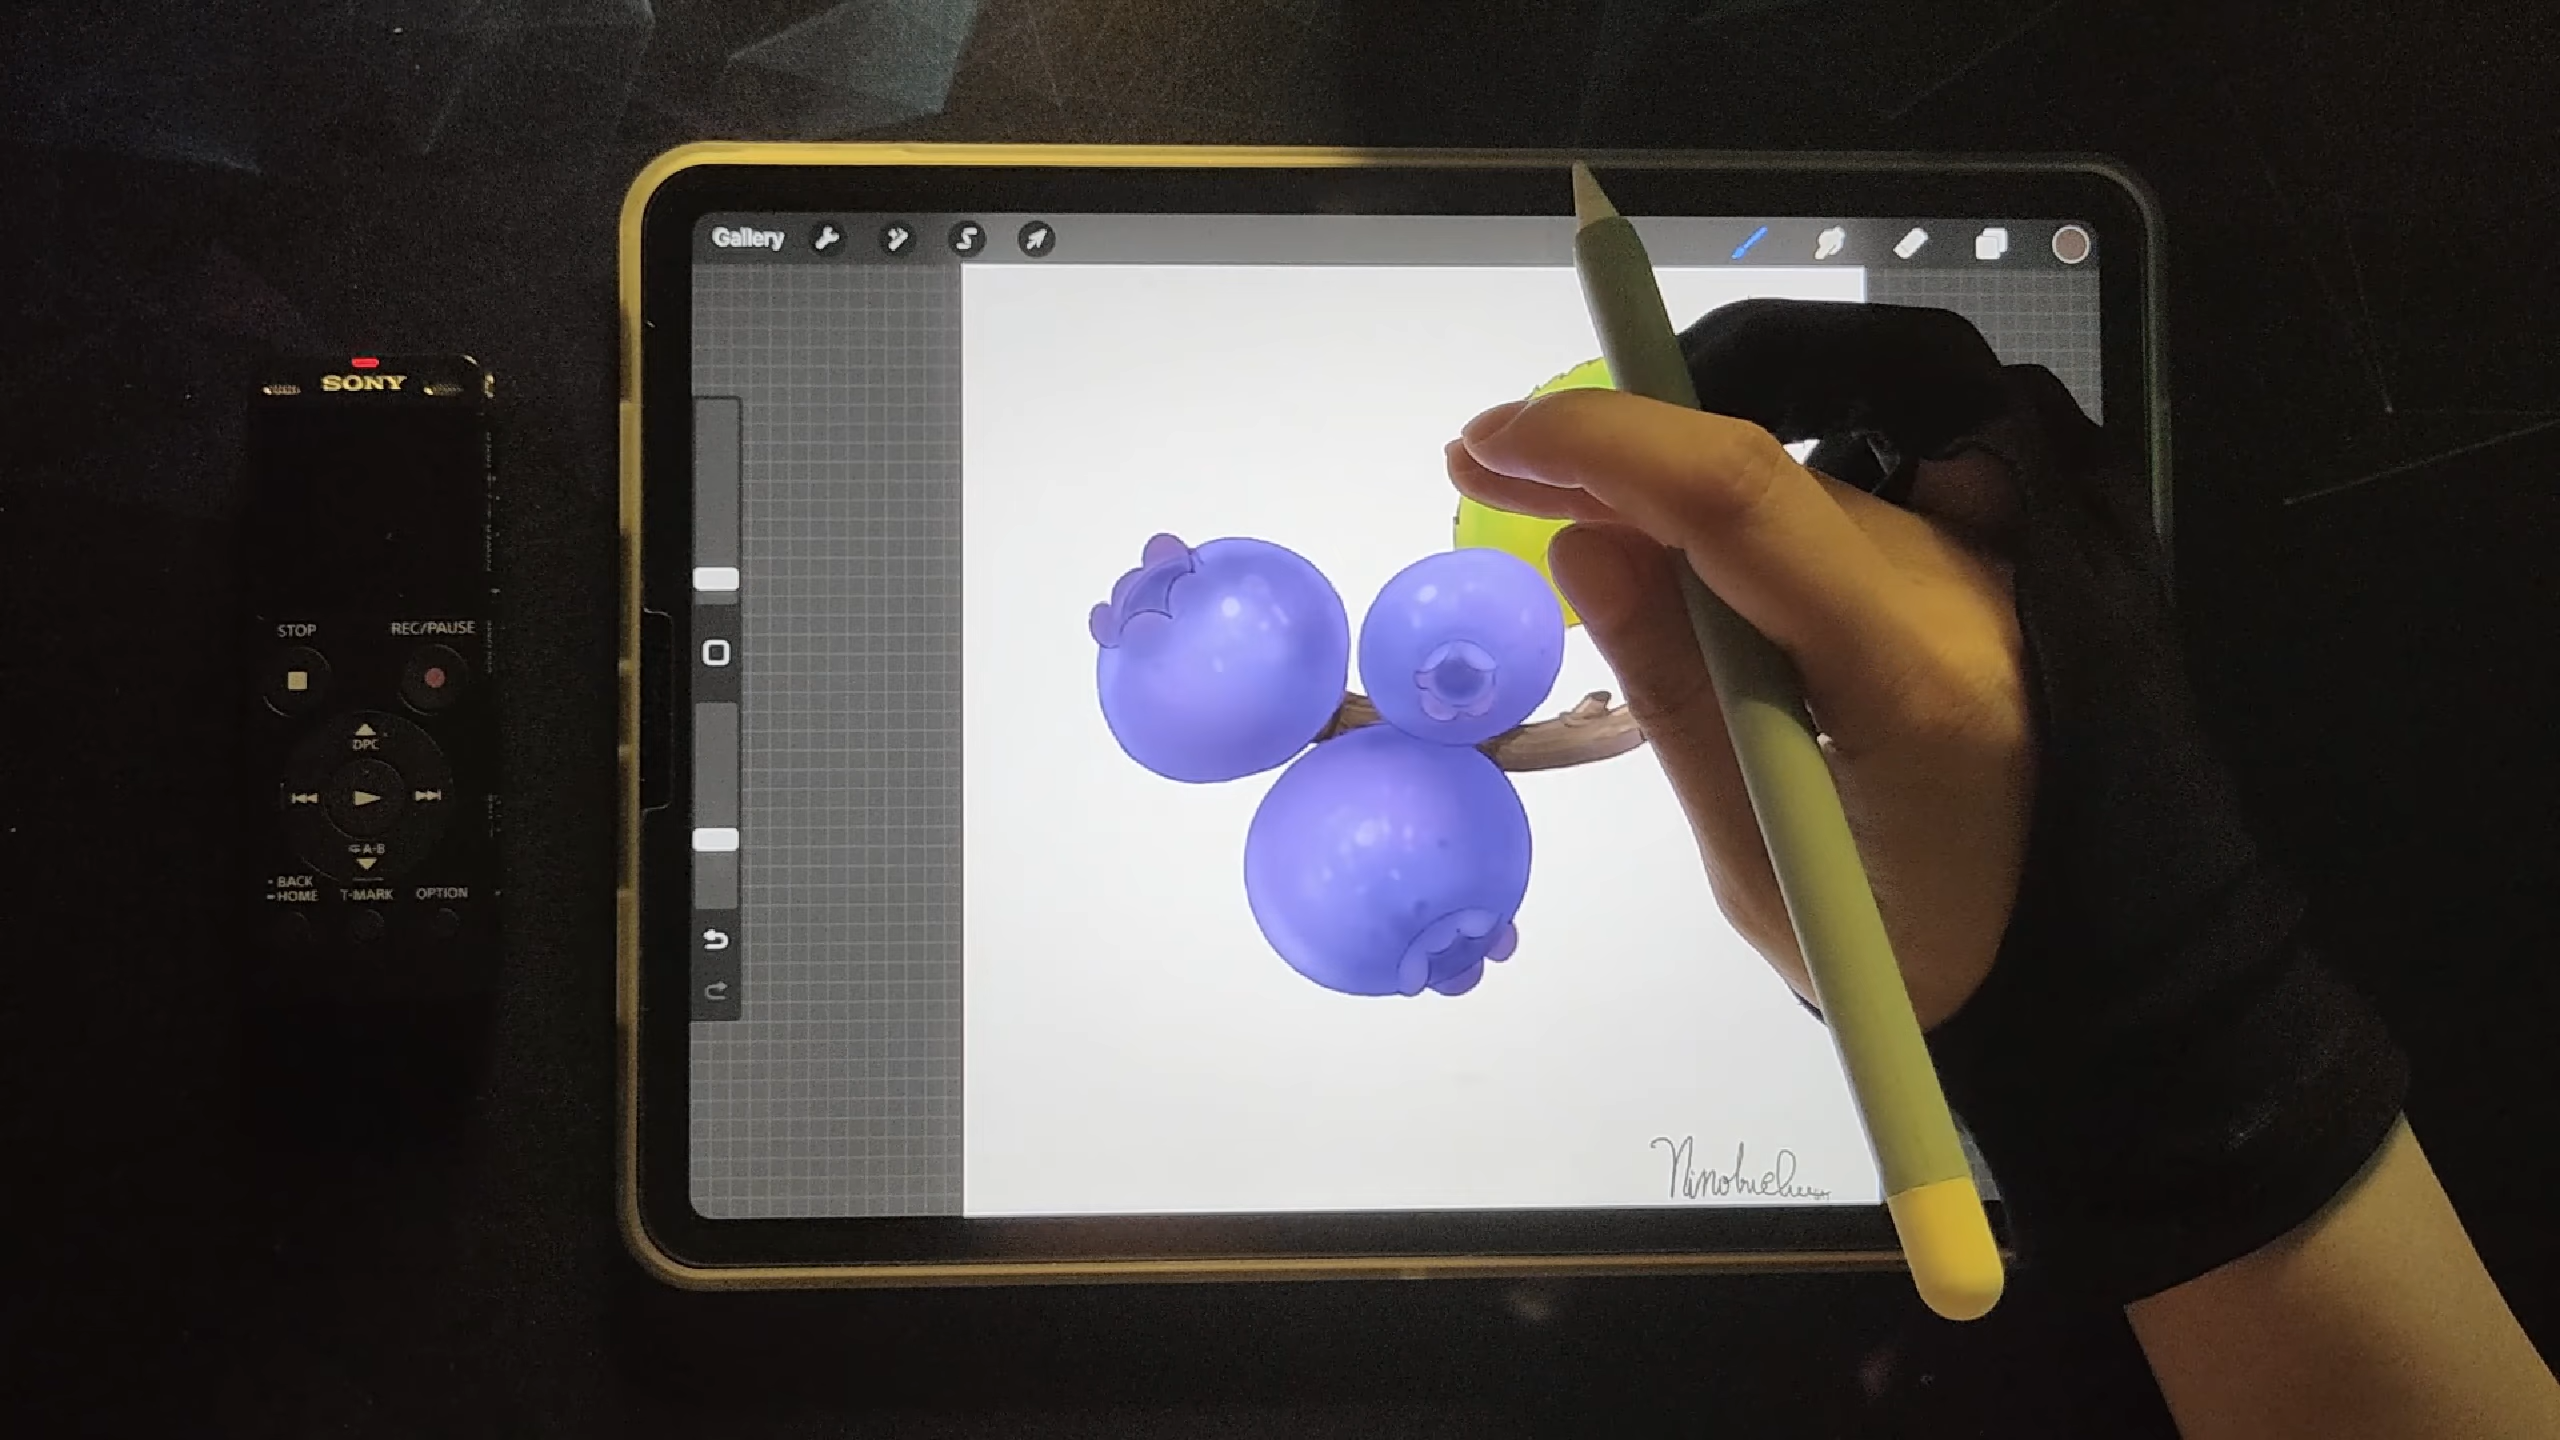 Gallery
SONY
STOP
REC/PAUSE
DPC
A-B
BACK
HOME
T-MARK
OPTION